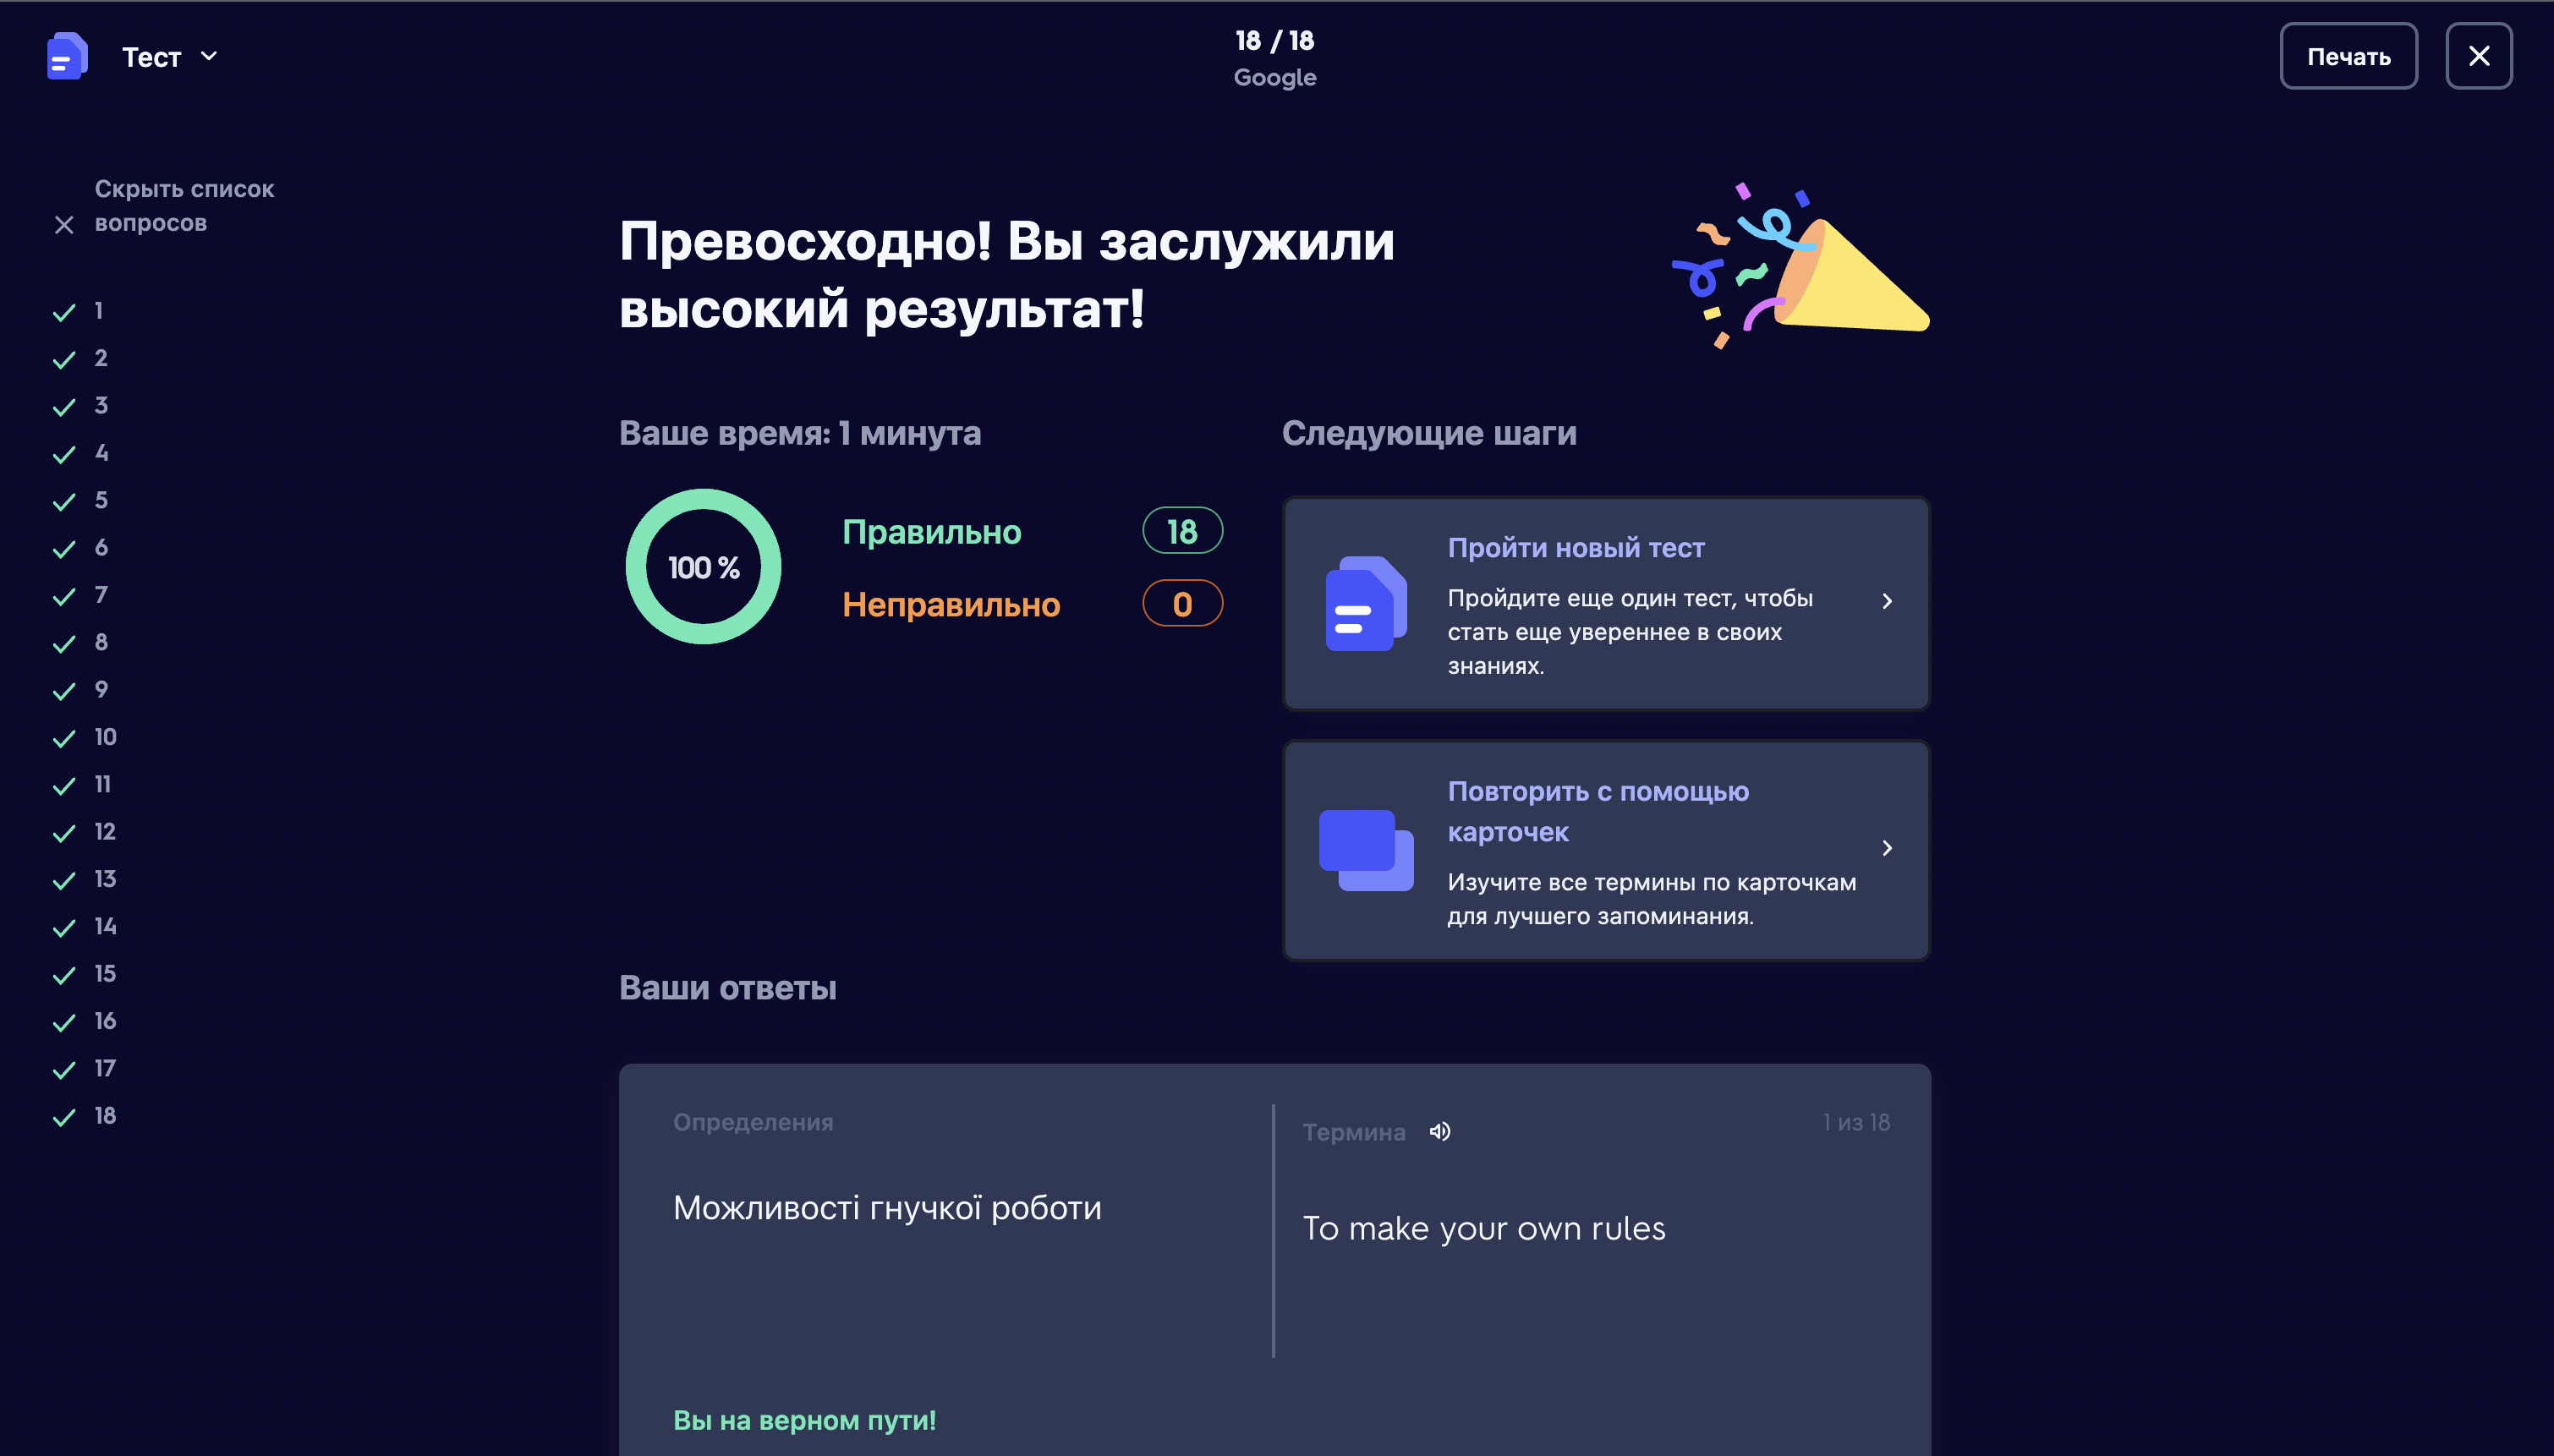 Тест
18 / 18
Google
Печать
Скрыть список
вопросов
1
2
3
4
5
6
7
8
9
10
11
12
13
14
15
16
17
18
Превосходно! Вы заслужили
высокий результат!
Ваше время: 1 минута
100 %
Правильно 18
Неправильно 0
Следующие шаги
Пройти новый тест
Пройдите еще один тест, чтобы
стать еще увереннее в своих
знаниях.
Повторить с помощью
карточек
Изучите все термины по карточкам
для лучшего запоминания.
Ваши ответы
Определения
Можливості гнучкої роботи
Термина
1 из 18
To make your own rules
Вы на верном пути!